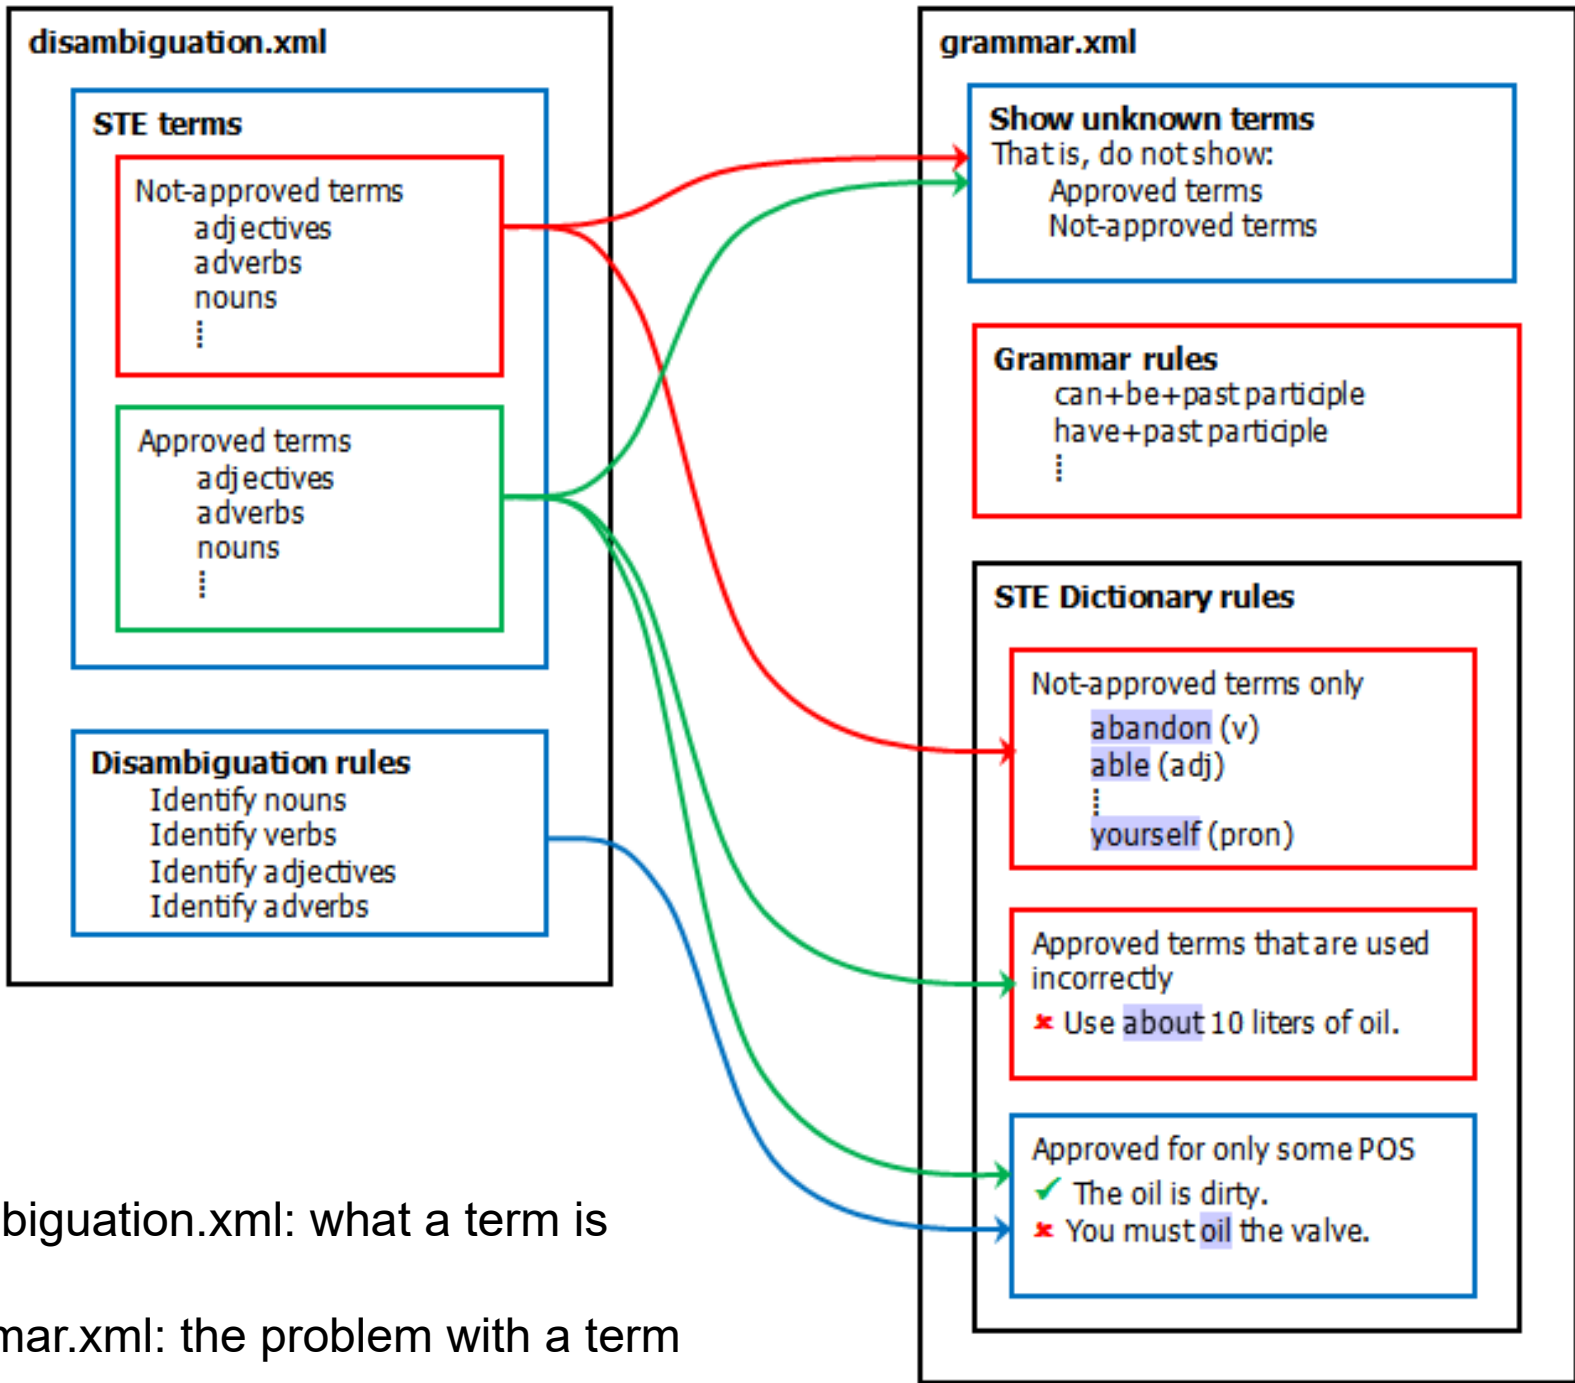 disambiguation.xml
STE terms
Not-approved terms
adjectives
adverbs
nouns
Approved terms
adjectives
adverbs
nouns
Disambiguation rules
Identify nouns
Identify verbs
Identify adjectives
Identify adverbs
biguation.xml: what a term is
mar.xml: the problem with a term
grammar.xml
Show unknown terms
That is, do not show:
Approved terms
Not-approved terms
Grammar rules
can+be+past participle
have+past participle
STE Dictionary rules
Not-approved terms only
abandon (v)
able (adj)
yourself (pron)
Approved terms that are used
incorrectly
✘ Use about 10 liters of oil.
Approved for only some POS
✓ The oil is dirty.
✘ You must oil the valve.